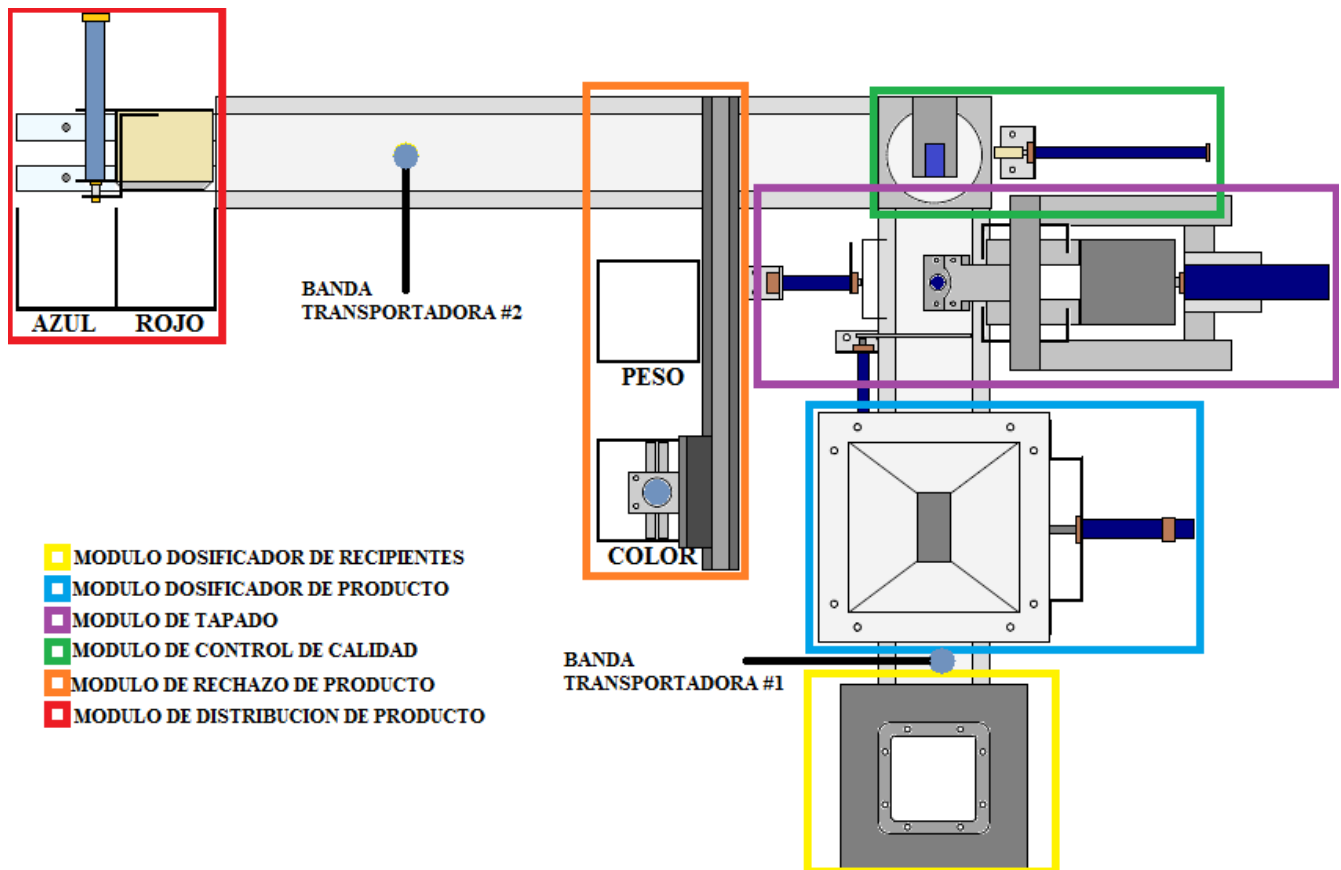 AZUL ROJO
BANDA
TRANSPORTADORA #2
PESO
COLOR
MODULO DOSIFICADOR DE RECIPIENTES
MODULO DOSIFICADOR DE PRODUCTO
MODULO DE TAPADO
MODULO DE CONTROL DE CALIDAD
MODULO DE RECHAZO DE PRODUCTO
MODULO DE DISTRIBUCION DE PRODUCTO
BANDA
TRANSPORTADORA #1